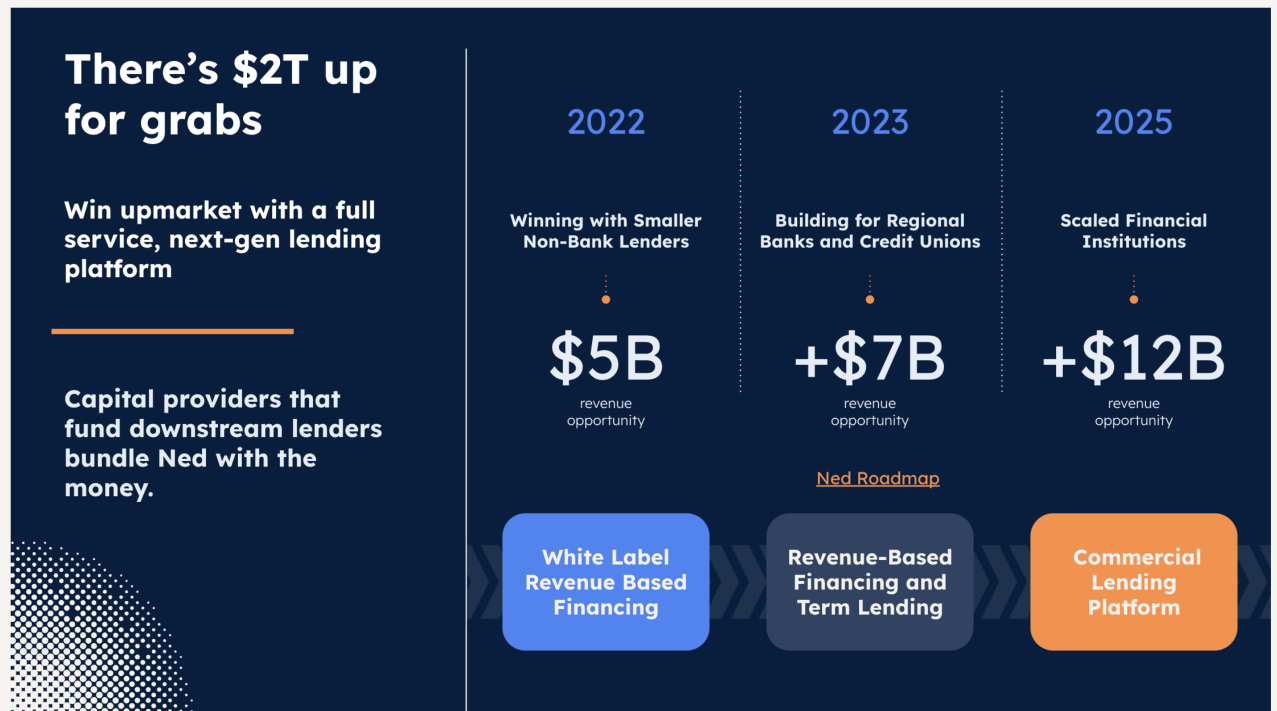 There’s $2T up
for grabs
Win upmarket with a full
service, next-gen lending
platform
Capital providers that
fund downstream lenders
bundle Ned with the
money.
2022
Winning with Smaller
Non-Bank Lenders
$5B
revenue
opportunity
2023
Building for Regional
Banks and Credit Unions
+$7B
revenue
opportunity
2025
Scaled Financial
Institutions
+$12B
revenue
opportunity
Ned Roadmap
White Label
Revenue Based
Financing
Revenue-Based
Financing and
Term Lending
Commercial
Lending
Platform